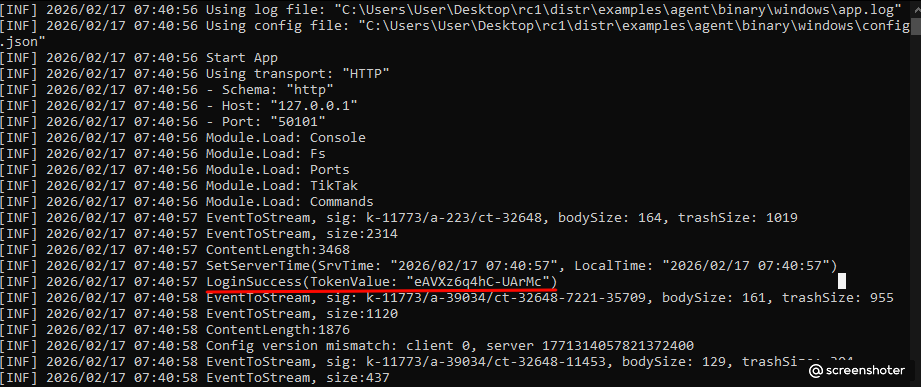 [INF] 2026/02/17 07:40:56 Using log file: "C:\Users\User\Desktop\rc1\distr\examples\agent\binary\windows\app.log"
[INF] 2026/02/17 07:40:56 Using config file: "C:\Users\User\Desktop\rc1\distr\examples\agent\binary\windows\config
.json"
[INF] 2026/02/17 07:40:56 Start App
[INF] 2026/02/17 07:40:56 Using transport: "HTTP"
[INF] 2026/02/17 07:40:56 - Schema: "http"
[INF] 2026/02/17 07:40:56 - Host: "127.0.0.1"
[INF] 2026/02/17 07:40:56 - Port: "50101"
[INF] 2026/02/17 07:40:56 Module.Load: Console
[INF] 2026/02/17 07:40:56 Module.Load: Fs
[INF] 2026/02/17 07:40:56 Module.Load: Ports
[INF] 2026/02/17 07:40:56 Module.Load: TikTak
[INF] 2026/02/17 07:40:56 Module.Load: Commands
[INF] 2026/02/17 07:40:57 EventToStream, sig: k-11773/a-223/ct-32648, bodySize: 164, trashSize: 1019
[INF] 2026/02/17 07:40:57 EventToStream, size:2314
[INF] 2026/02/17 07:40:57 ContentLength:3468
[INF] 2026/02/17 07:40:57 SetServerTime(SrvTime: "2026/02/17 07:40:57", LocalTime: "2026/02/17 07:40:57")
[INF] 2026/02/17 07:40:57 LoginSuccess(TokenValue: "eAVXz6q4hC-UArMc")
[INF] 2026/02/17 07:40:58 EventToStream, sig: k-11773/a-39034/ct-32648-7221-35709, bodySize: 161, trashSize: 955
[INF] 2026/02/17 07:40:58 EventToStream, size:1120
[INF] 2026/02/17 07:40:58 ContentLength:1876
[INF] 2026/02/17 07:40:58 Config version mismatch: client 0, server 1771314057821372400
[INF] 2026/02/17 07:40:58 EventToStream, sig: k-11773/a-39034/ct-32648-11453, bodySize: 129,
[INF] 2026/02/17 07:40:58 EventToStream, size:437
screenshoter